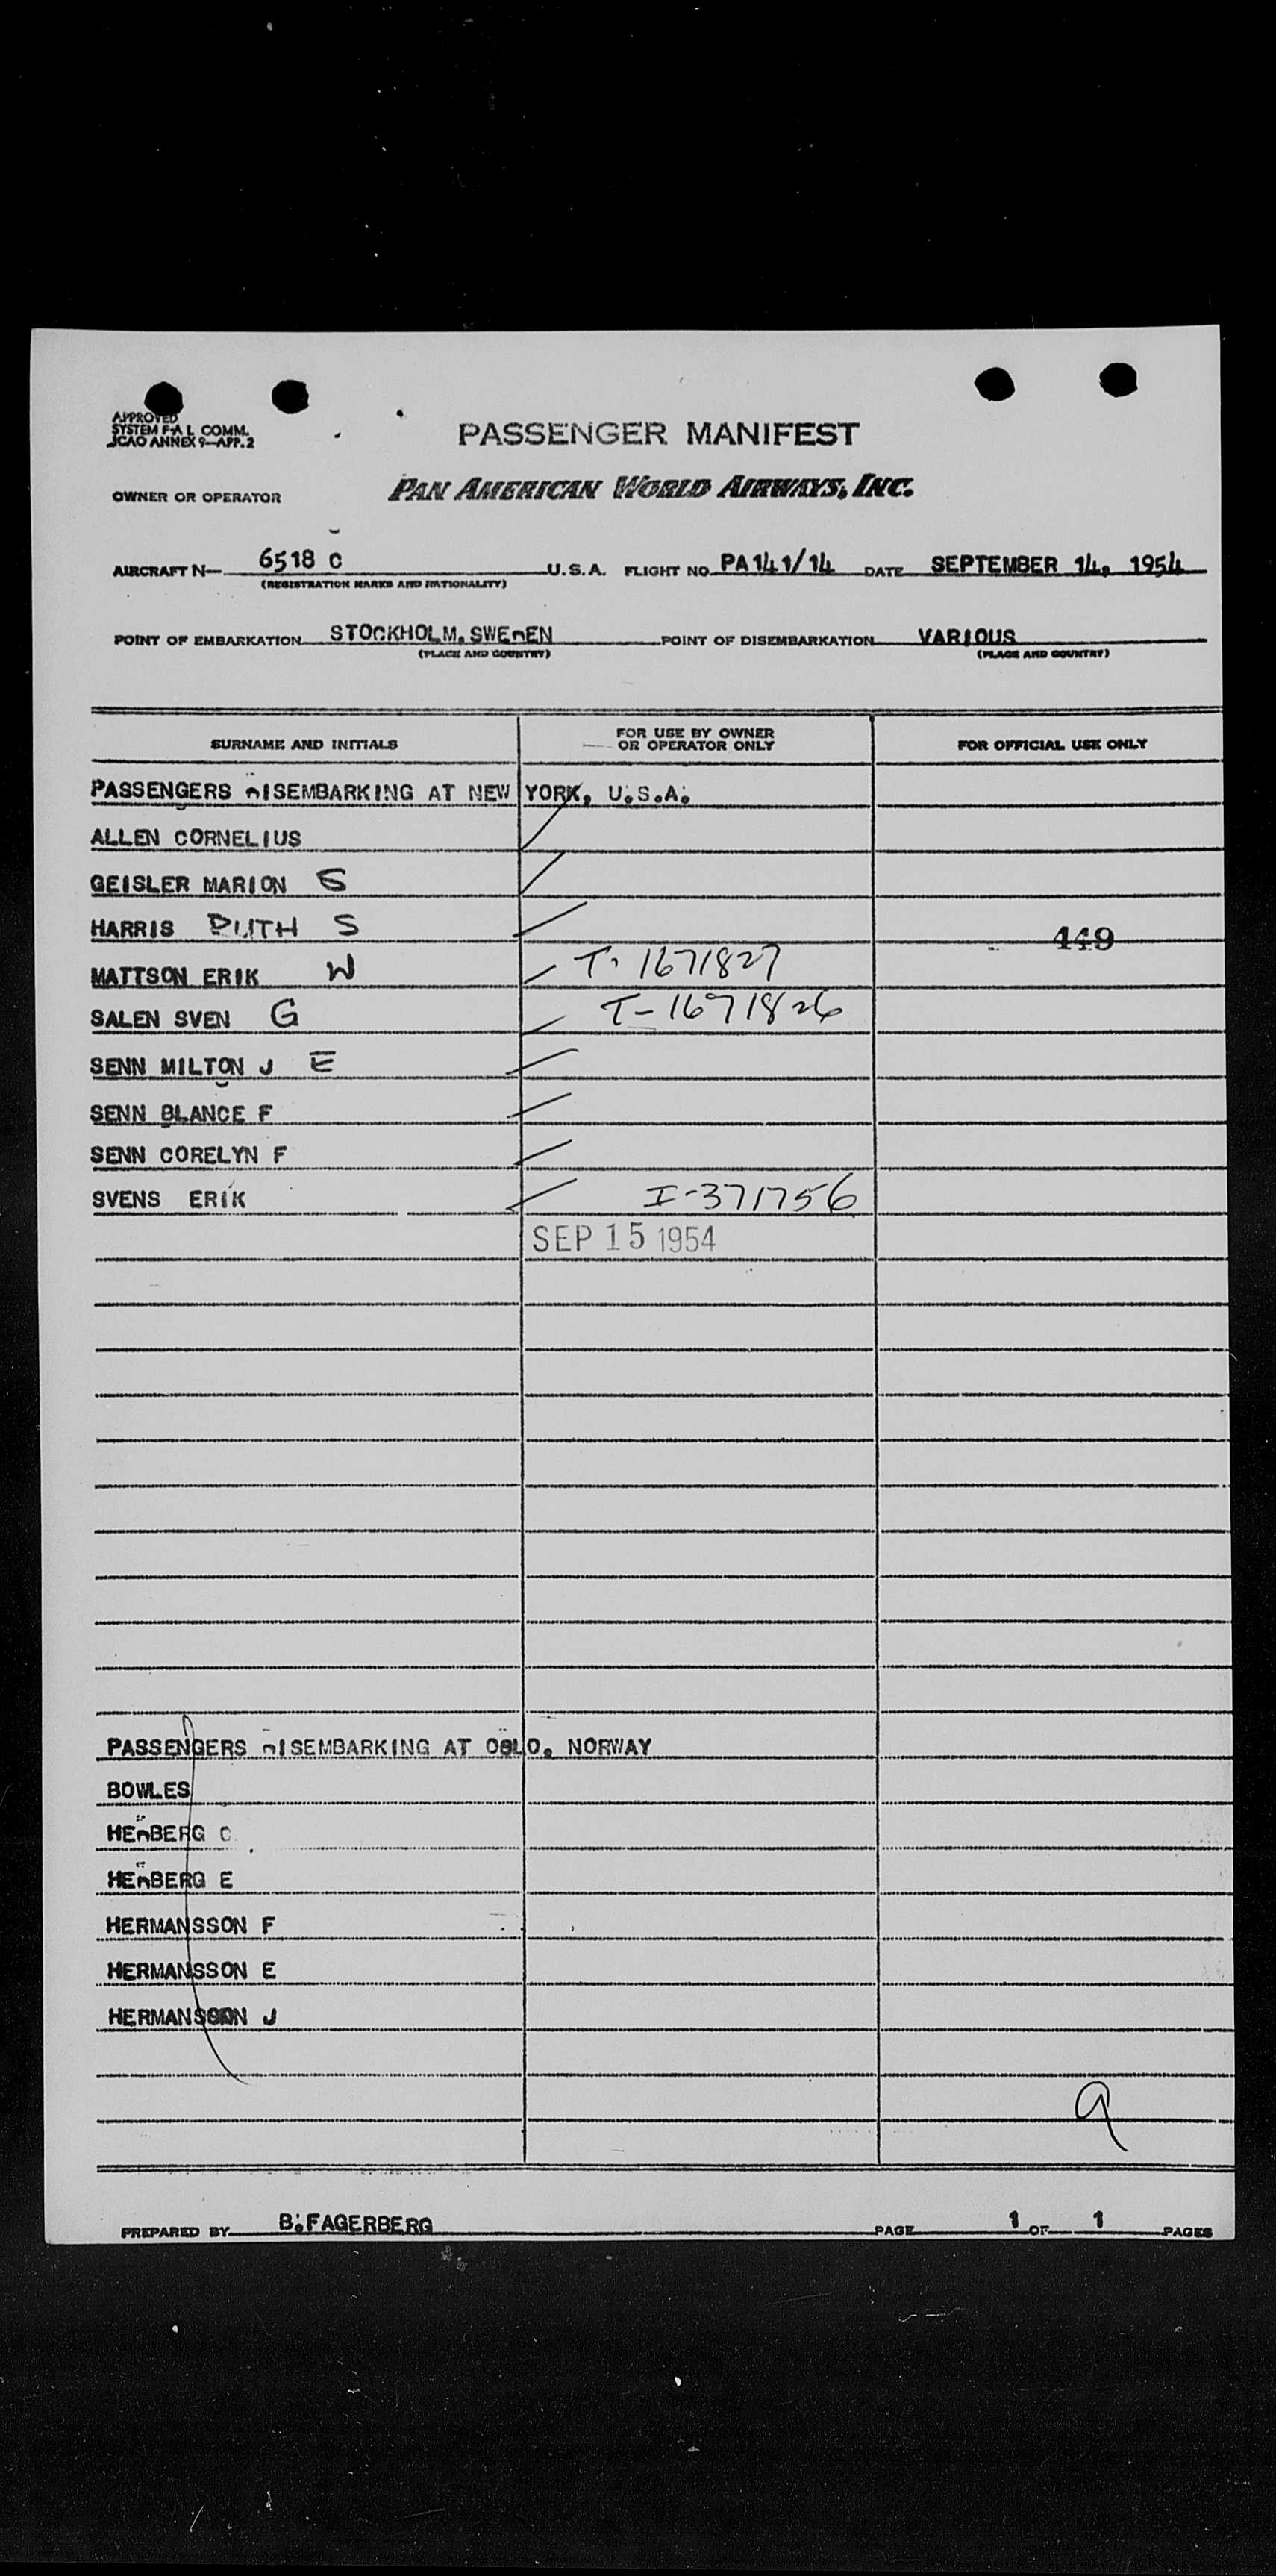 APPROVED
SYSTEM F·A L COMM.
JCAO ANNEX 9—APP. 2
PASSENGER MANIFEST
OWNER OR OPERATOR PAN AMERICAN WORLD AIRWAYS, INC.
AIRCRAFT N— 6518 C U.S.A. FLIGHT NO. PA141/14 DATE SEPTEMBER 14, 1954
(REGISTRATION MARKS AND NATIONALITY)
POINT OF EMBARKATION STOCKHOLM. SWEDEN POINT OF DISEMBARKATION VARIOUS
(PLACE AND COUNTRY) (PLACE AND COUNTRY)
SURNAME AND INITIALS FOR USE BY OWNER OR OPERATOR ONLY FOR OFFICIAL USE ONLY
PASSENGERS DISEMBARKING AT NEW YORK, U.S.A.
ALLEN CORNELIUS
GEISLER MARION S
HARRIS RUTH S
449
MATTSON ERIK W T- 1671827
SALEN SVEN G T-1671826
SENN MILTON J E
SENN BLANCE F
SENN CORELYN F
SVENS ERIK I-371756
SEP 15 1954
PASSENGERS DISEMBARKING AT OSLO. NORWAY
BOWLES
HEDBERG C
HEDBERG E
HERMANSSON F
HERMANSSON E
HERMANSSON J
9
PREPARED BY B.FAGERBERG PAGE 1 OF 1 PAGES